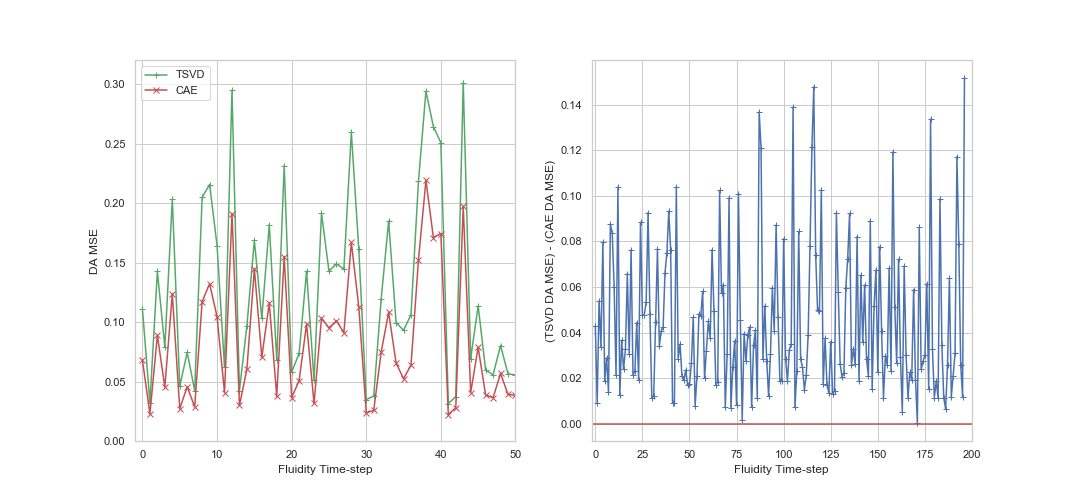 TSVD
CAE
DA MSE
0.30
0.25
0.20
0.15
0.10
0.05
0.00
0 10 20 30 40 50
Fluidity Time-step
(TSVD DA MSE) - (CAE DA MSE)
0.14
0.12
0.10
0.08
0.06
0.04
0.02
0.00
0 25 50 75 100 125 150 175 200
Fluidity Time-step